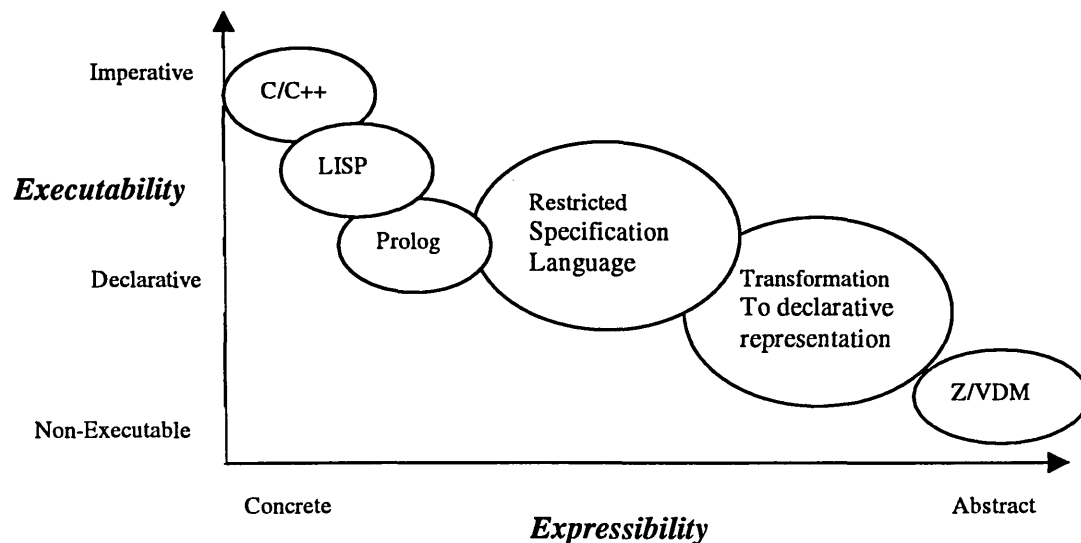 Imperative
C/C++
LISP
Executability
Restricted
Specification
Language
Prolog
Declarative
Transformation
To declarative
representation
Z/VDM
Non-Executable
Concrete
Abstract
Expressibility